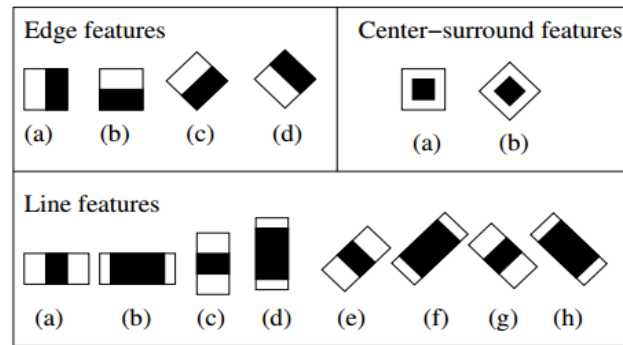 Edge features
(a) (b) (c) (d)
Center−surround features
(a) (b)
Line features
(a) (b) (c) (d) (e) (f) (g) (h)